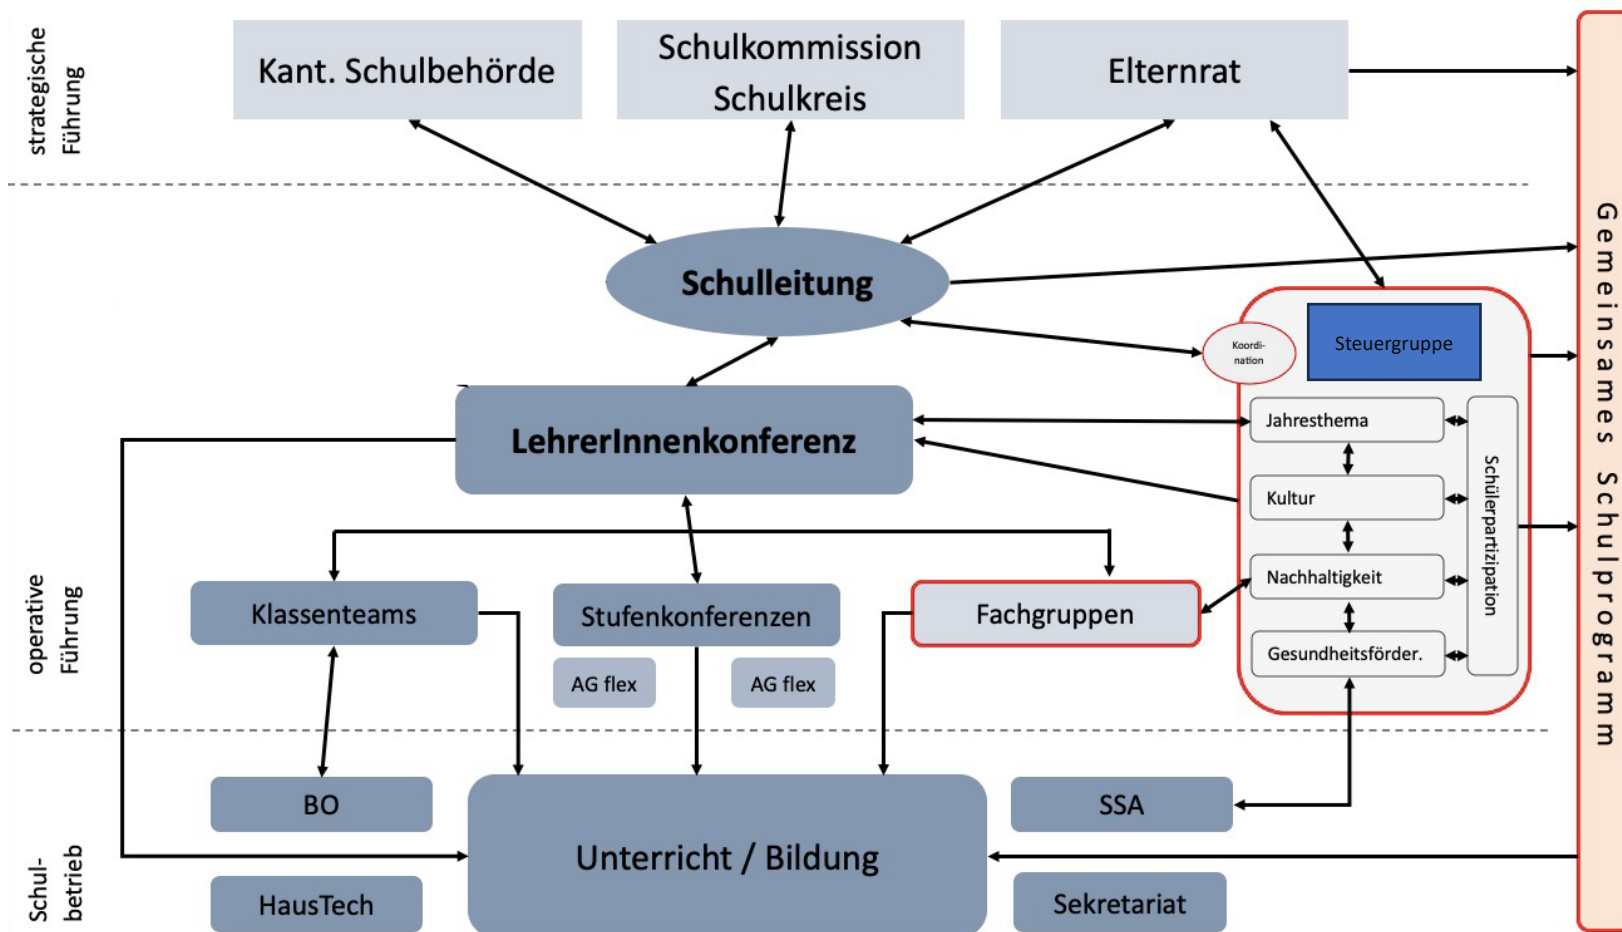 strategische
Führung
Kant. Schulbehörde
Schulkommission
Schulkreis
Elternrat
Schulleitung
Koordi-
nation
Steuergruppe
LehrerInnenkonferenz
Jahresthema
Kultur
Nachhaltigkeit
Gesundheitsförder.
Schülerpartizipation
operative
Führung
Klassenteams
Stufenkonferenzen
Fachgruppen
AG flex
AG flex
Schul-
betrieb
BO
SSA
Unterricht / Bildung
HausTech
Sekretariat
Gemeinsames Schulprogramm